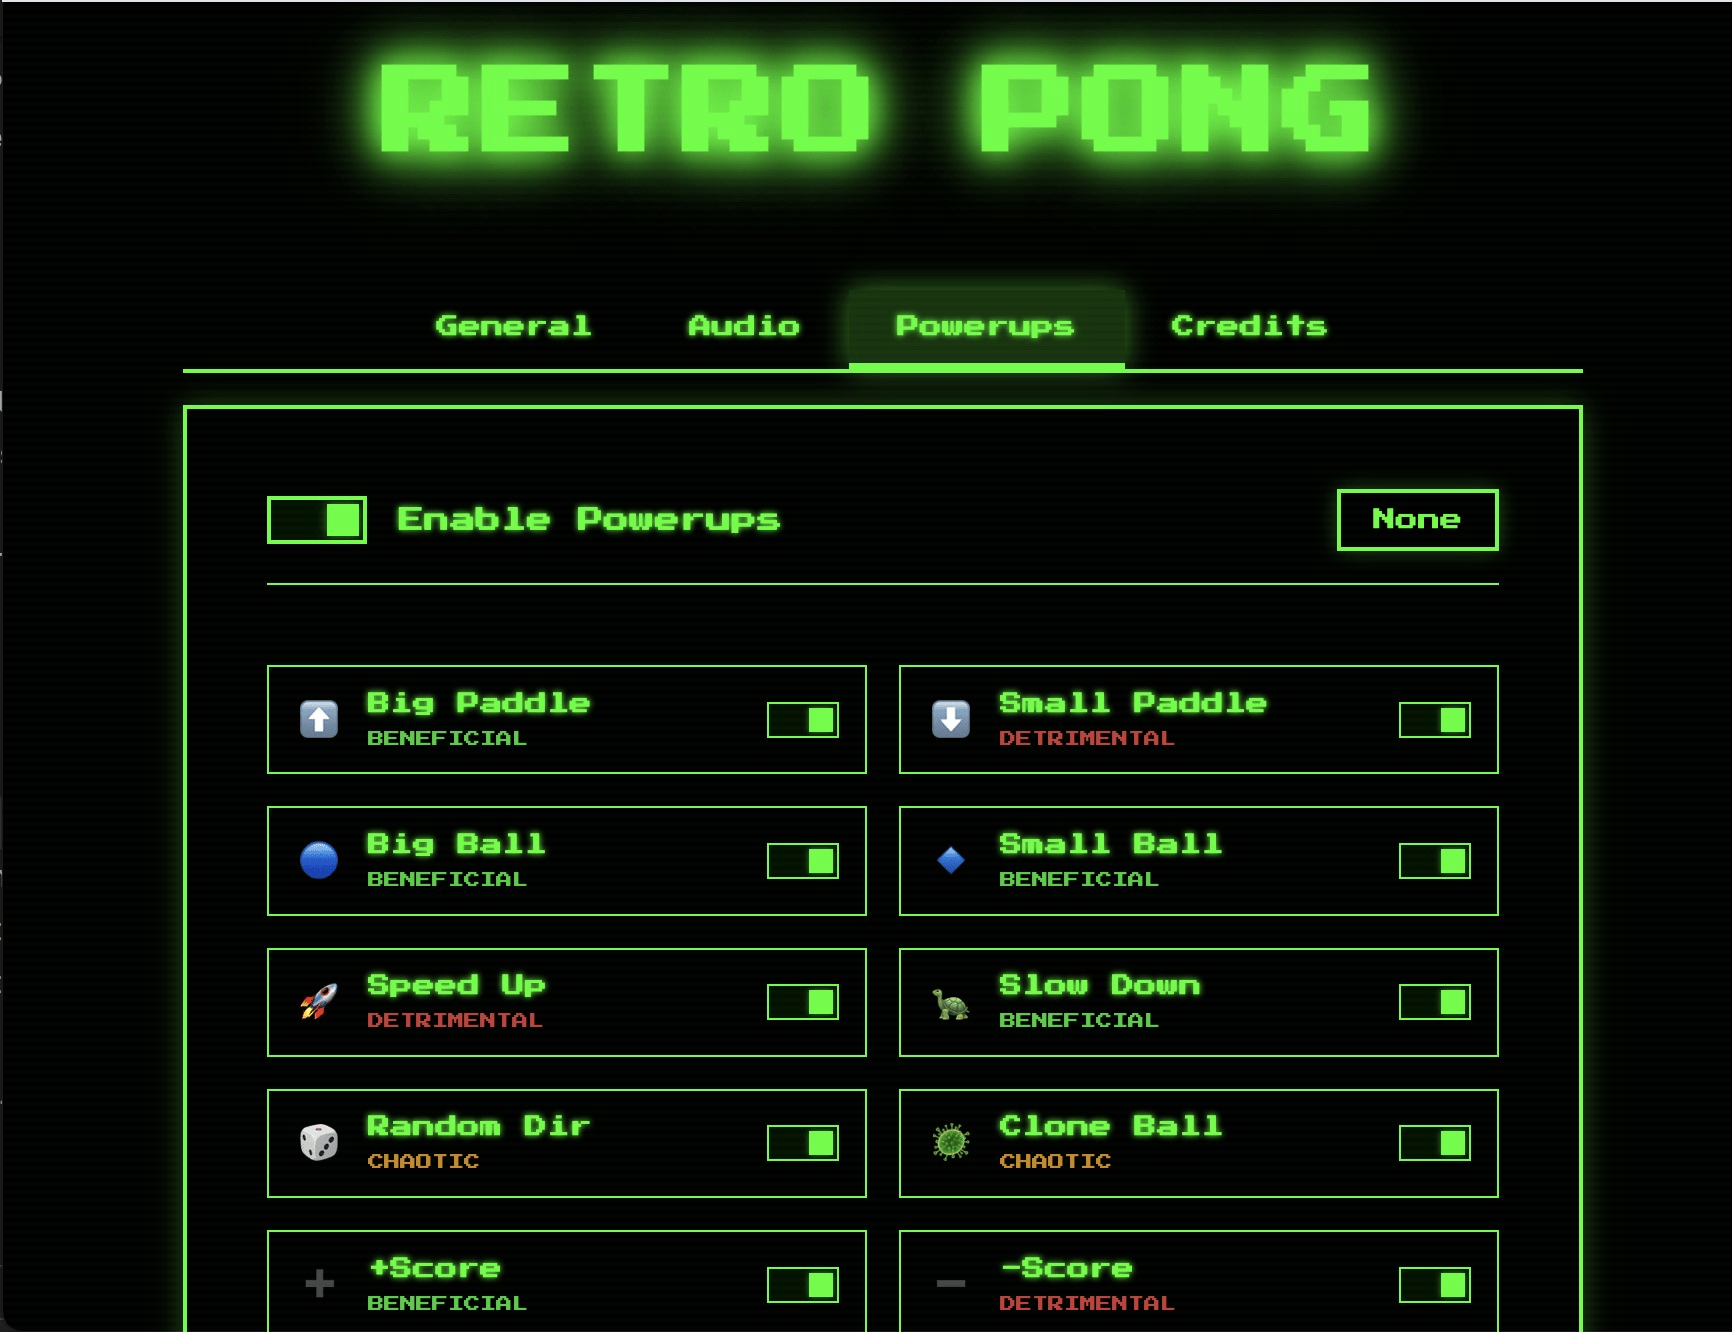 RETRO PONG
General Audio Powerups Credits
Enable Powerups None
Big Paddle
BENEFICIAL
Small Paddle
DETRIMENTAL
Big Ball
BENEFICIAL
Small Ball
BENEFICIAL
Speed Up
DETRIMENTAL
Slow Down
BENEFICIAL
Random Dir
CHAOTIC
Clone Ball
CHAOTIC
+Score
BENEFICIAL
-Score
DETRIMENTAL